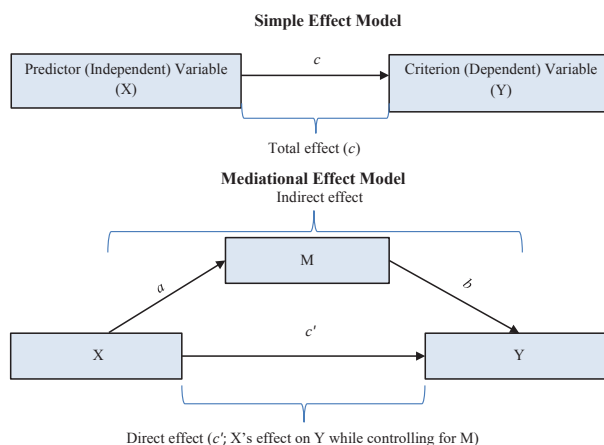 Simple Effect Model
Predictor (Independent) Variable
(X)
c
Criterion (Dependent) Variable
(Y)
Total effect (c)
Mediational Effect Model
Indirect effect
M
a
b
X
c'
Y
Direct effect (c'; X's effect on Y while controlling for M)